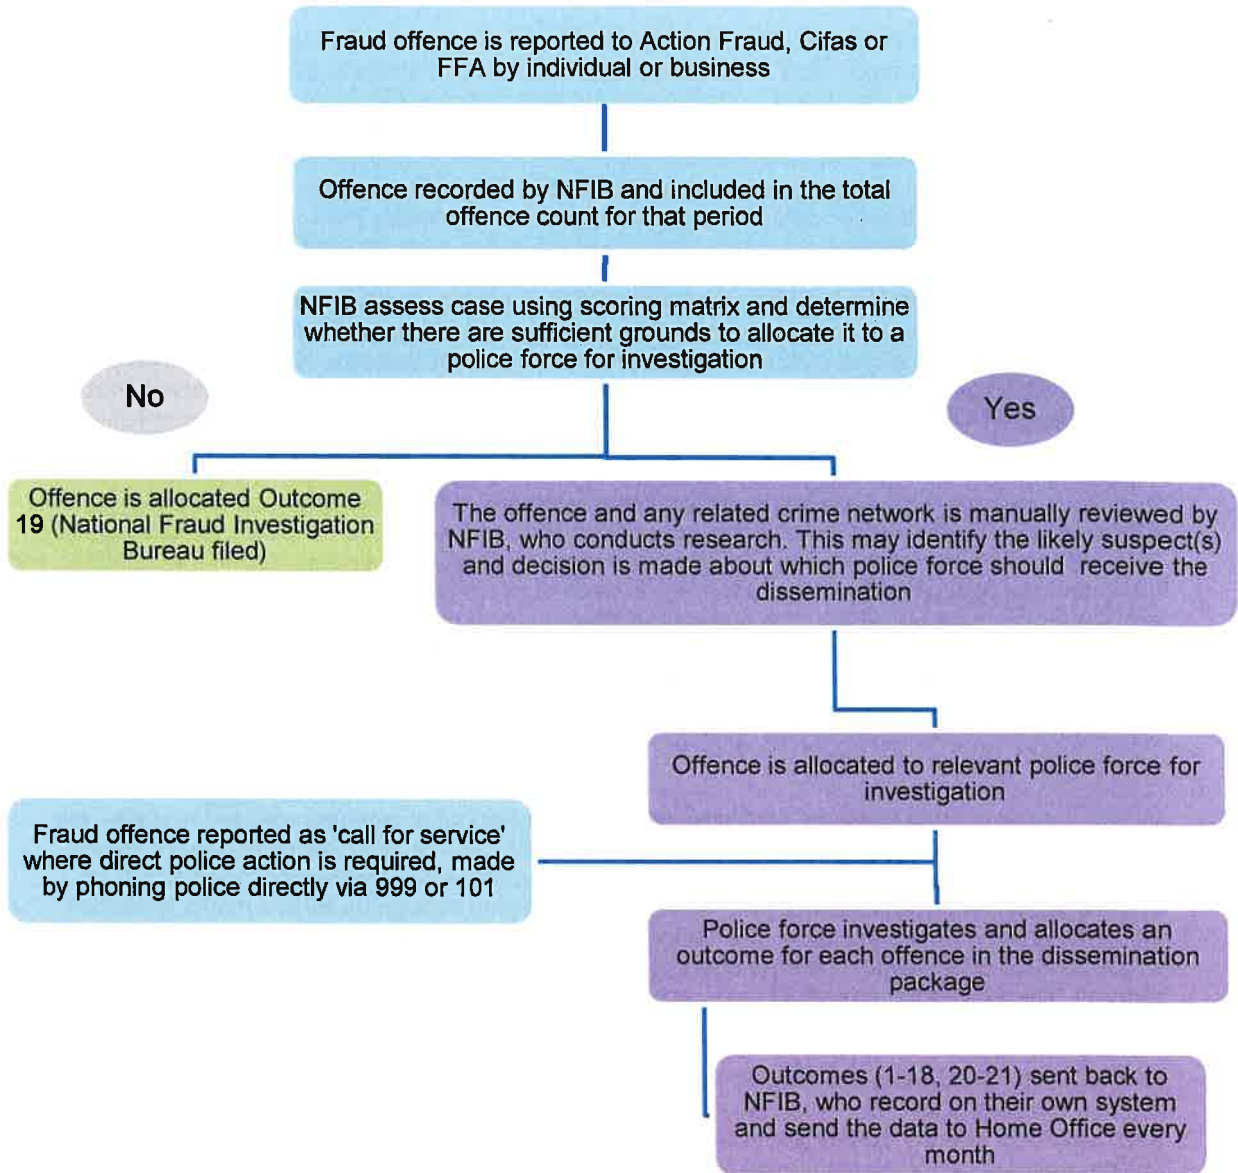 Fraud offence is reported to Action Fraud, Cifas or
FFA by individual or business
Offence recorded by NFIB and included in the total
offence count for that period
NFIB assess case using scoring matrix and determine
whether there are sufficient grounds to allocate it to a
police force for investigation
No
Yes
Offence is allocated Outcome
19 (National Fraud Investigation
Bureau filed)
The offence and any related crime network is manually reviewed by
NFIB, who conducts research. This may identify the likely suspect(s)
and decision is made about which police force should receive the
dissemination
Offence is allocated to relevant police force for
investigation
Fraud offence reported as 'call for service'
where direct police action is required, made
by phoning police directly via 999 or 101
Police force investigates and allocates an
outcome for each offence in the dissemination
package
Outcomes (1-18, 20-21) sent back to
NFIB, who record on their own system
and send the data to Home Office every
month